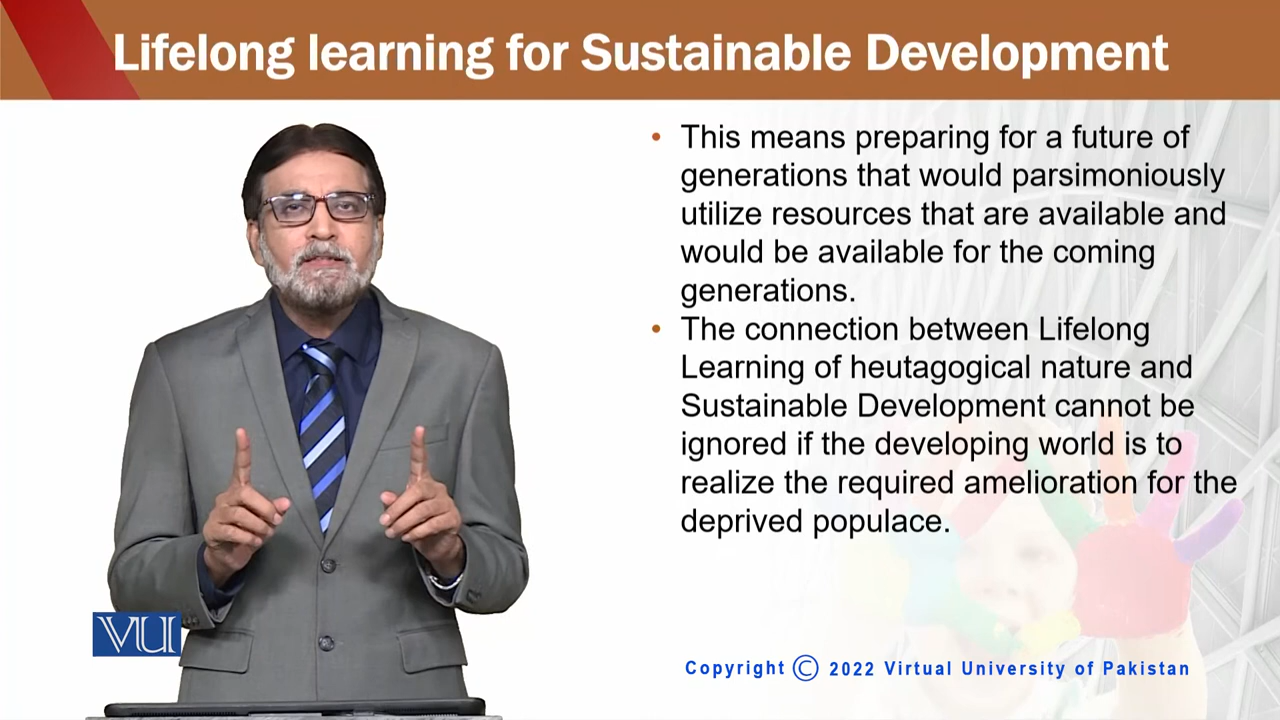 Lifelong learning for Sustainable Development
• This means preparing for a future of
generations that would parsimoniously
utilize resources that are available and
would be available for the coming
generations.
• The connection between Lifelong
Learning of heutagogical nature and
Sustainable Development cannot be
ignored if the developing world is to
realize the required amelioration for the
deprived populace.
VU
Copyright © 2022 Virtual University of Pakistan